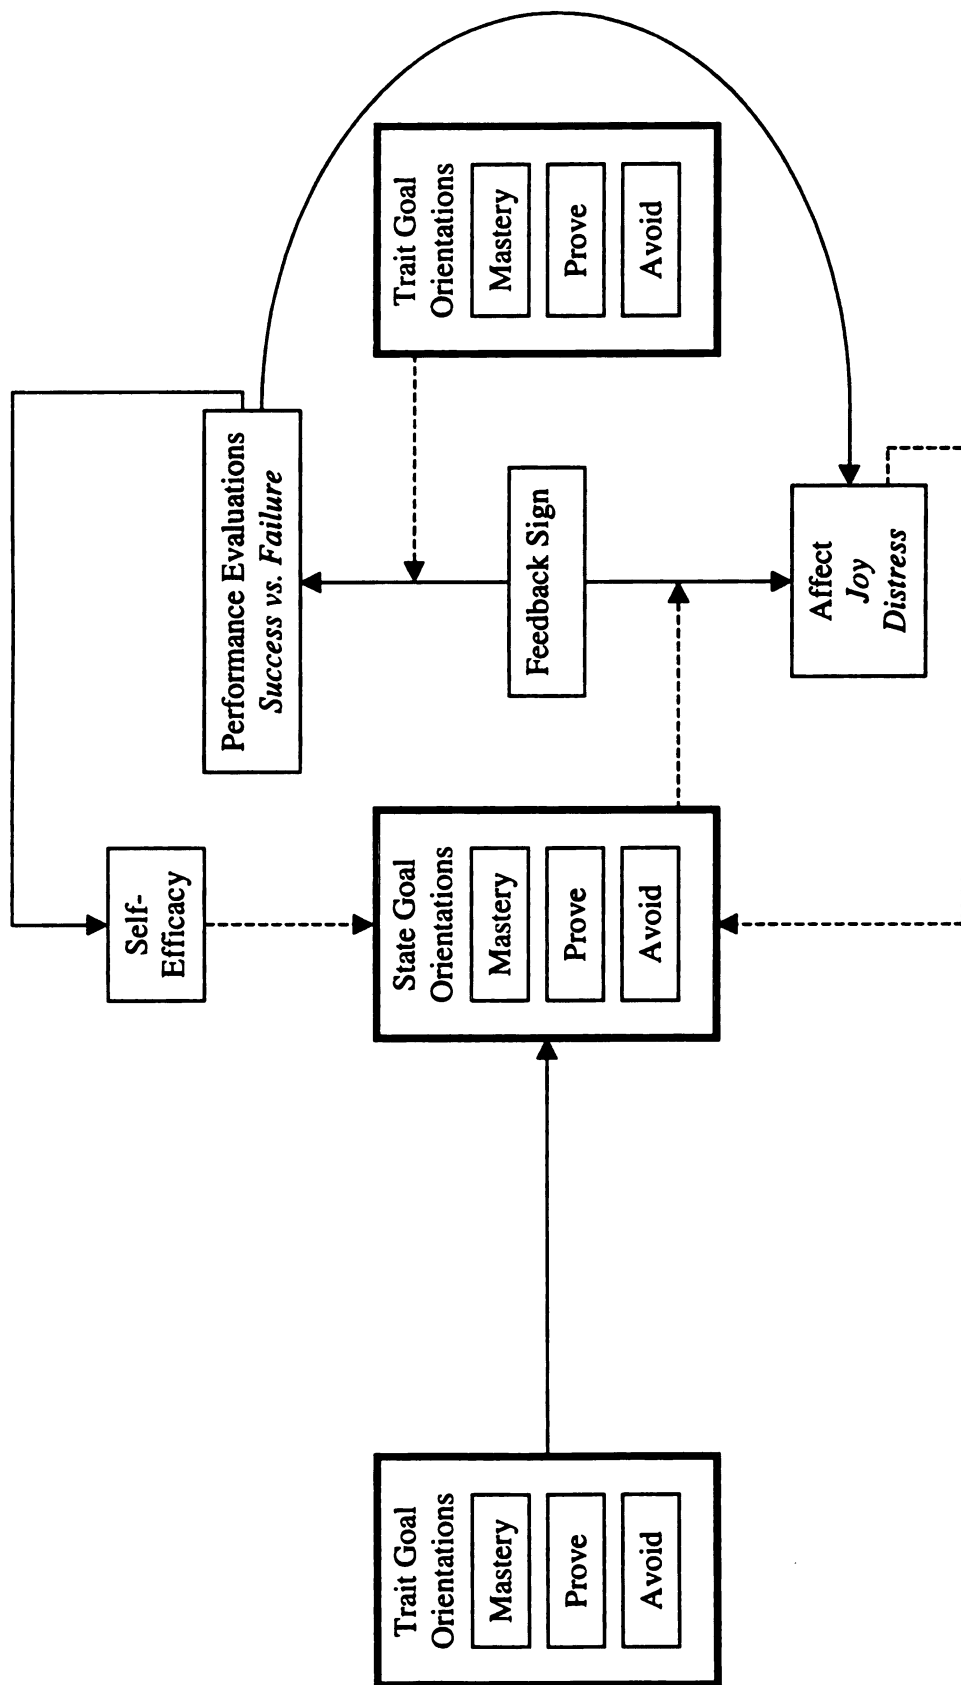 Trait Goal
Orientations
Mastery
Prove
Avoid
Self-
Efficacy
State Goal
Orientations
Mastery
Prove
Avoid
Performance Evaluations
Success vs. Failure
Feedback Sign
Affect
Joy
Distress
Trait Goal
Orientations
Mastery
Prove
Avoid